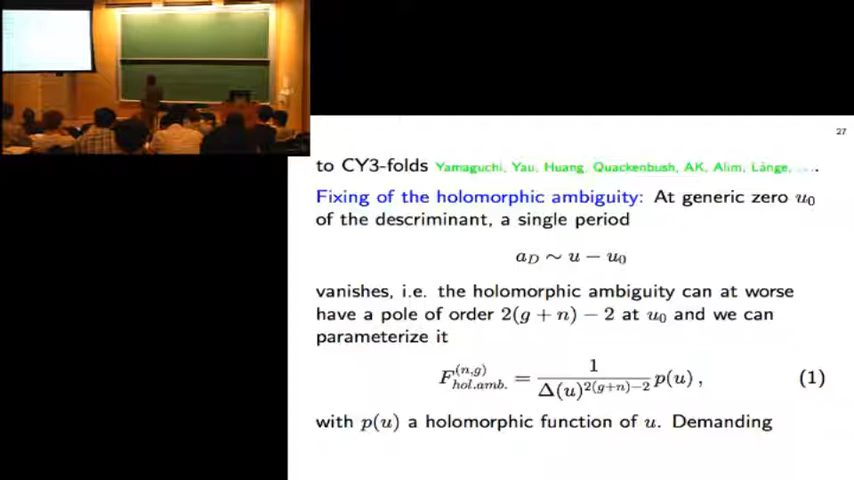 27
to CY3-folds Yamaguchi, Yau, Huang, Quackenbush, AK, Alim, Länge, ....
Fixing of the holomorphic ambiguity: At generic zero u₀
of the descriminant, a single period
a_D ∼ u − u₀
vanishes, i.e. the holomorphic ambiguity can at worse
have a pole of order 2(g + n) − 2 at u₀ and we can
parameterize it
F^{(n,g)}_{hol.amb.} = \frac{1}{Δ(u)^{2(g+n)−2}} p(u) , (1)
with p(u) a holomorphic function of u. Demanding